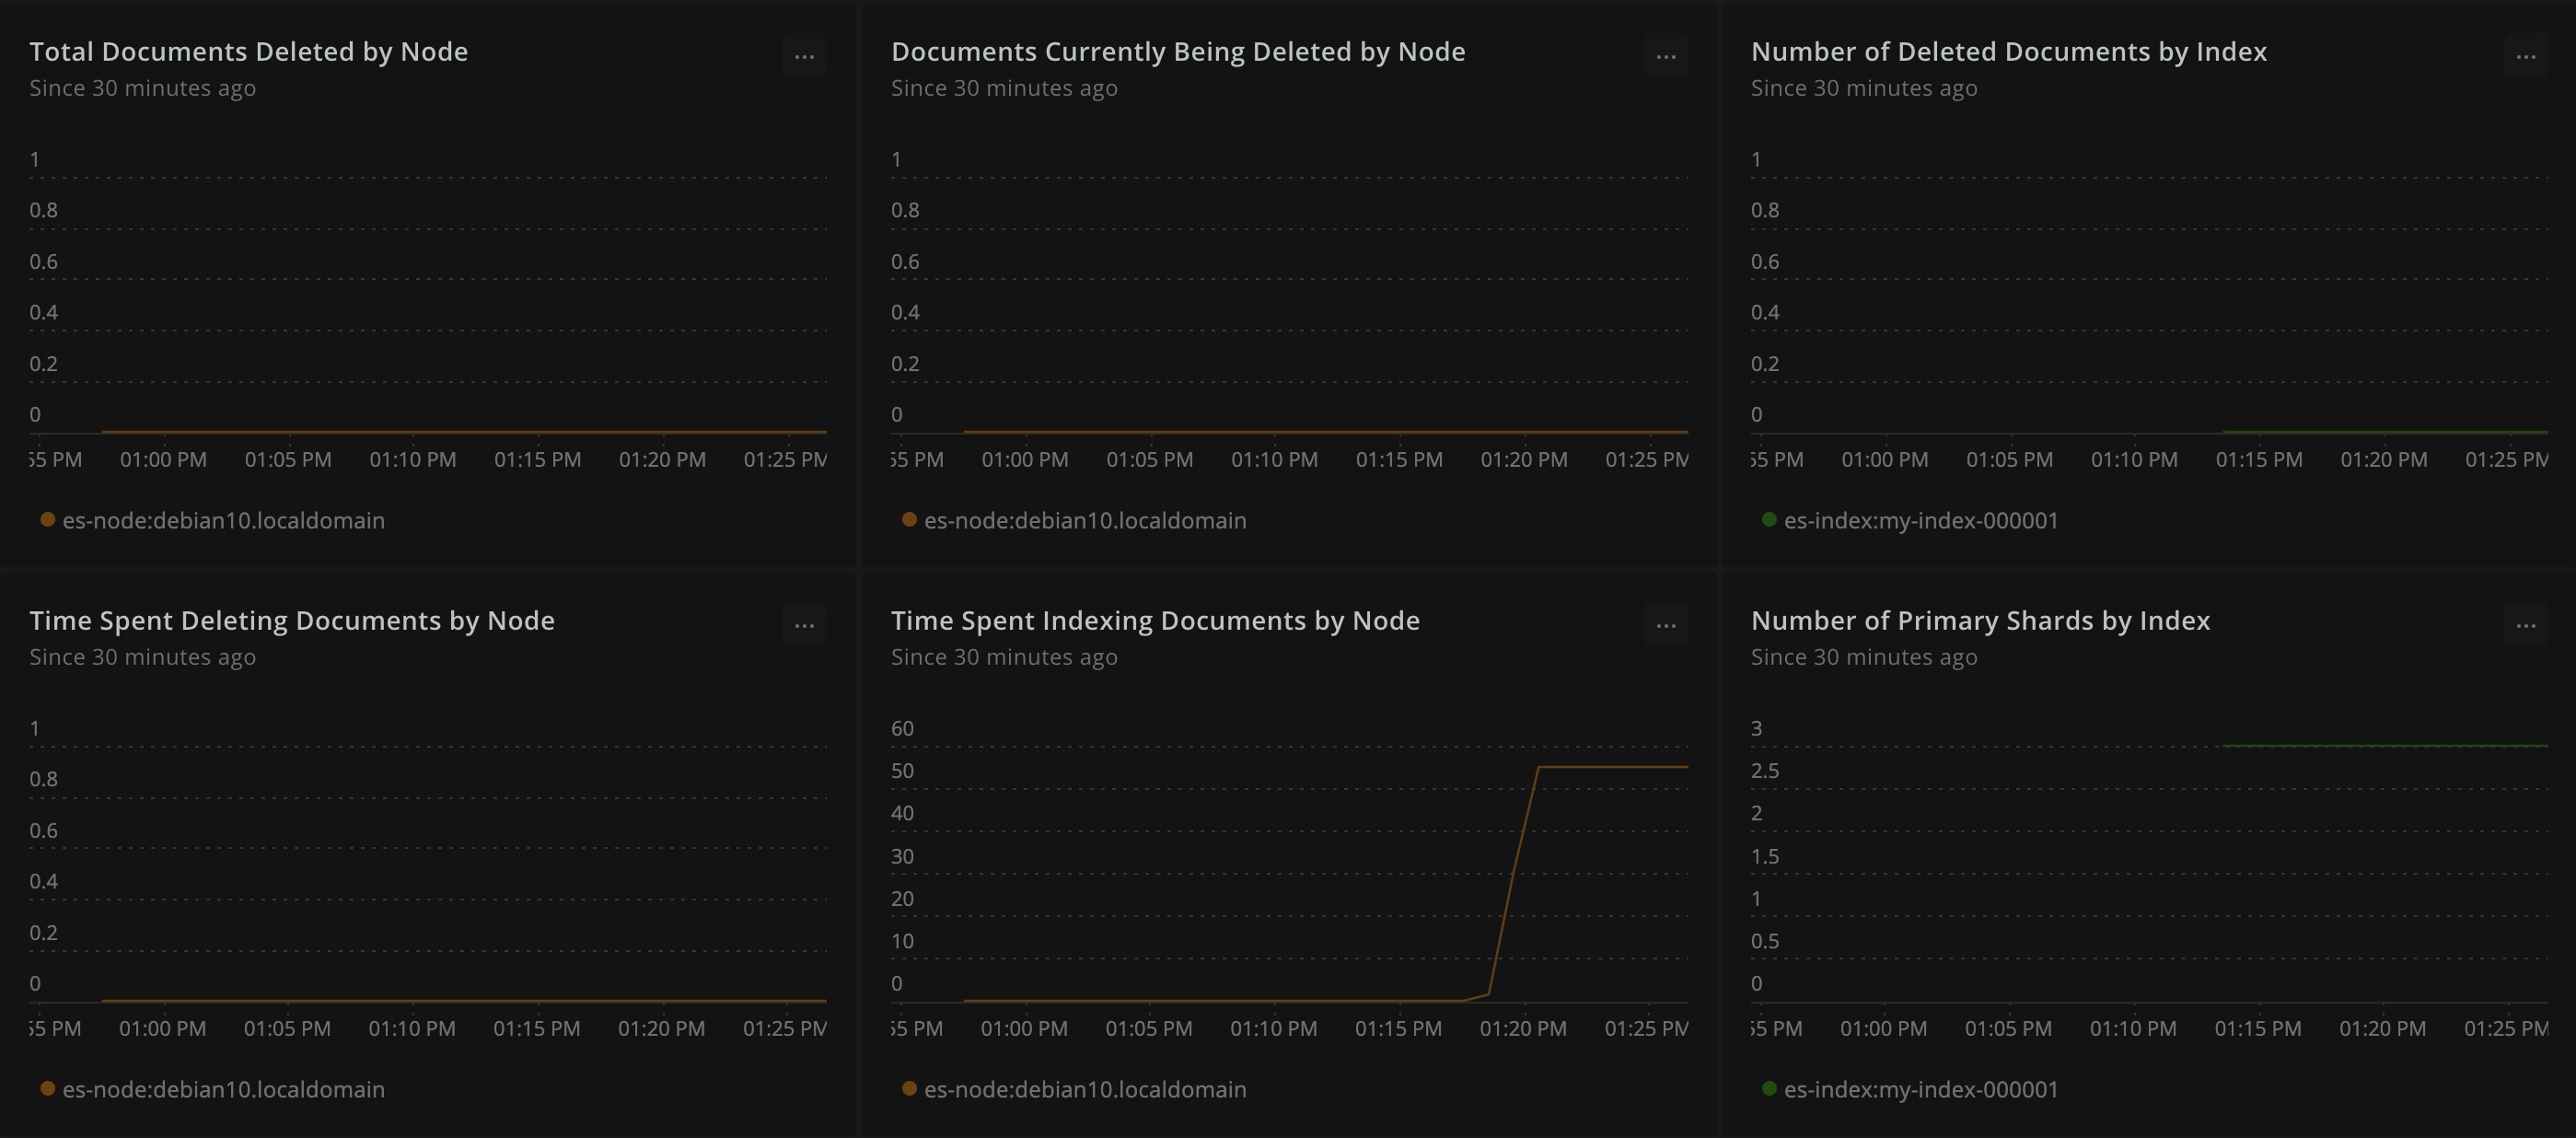 Total Documents Deleted by Node
...
Since 30 minutes ago
1
0.8
0.6
0.4
0.2
0
55 PM 01:00 PM 01:05 PM 01:10 PM 01:15 PM 01:20 PM 01:25 PM
es-node:debian10.localdomain
Documents Currently Being Deleted by Node
...
Since 30 minutes ago
1
0.8
0.6
0.4
0.2
0
55 PM 01:00 PM 01:05 PM 01:10 PM 01:15 PM 01:20 PM 01:25 PM
es-node:debian10.localdomain
Number of Deleted Documents by Index
...
Since 30 minutes ago
1
0.8
0.6
0.4
0.2
0
55 PM 01:00 PM 01:05 PM 01:10 PM 01:15 PM 01:20 PM 01:25 PM
es-index:my-index-000001
Time Spent Deleting Documents by Node
...
Since 30 minutes ago
1
0.8
0.6
0.4
0.2
0
55 PM 01:00 PM 01:05 PM 01:10 PM 01:15 PM 01:20 PM 01:25 PM
es-node:debian10.localdomain
Time Spent Indexing Documents by Node
...
Since 30 minutes ago
60
50
40
30
20
10
0
55 PM 01:00 PM 01:05 PM 01:10 PM 01:15 PM 01:20 PM 01:25 PM
es-node:debian10.localdomain
Number of Primary Shards by Index
...
Since 30 minutes ago
3
2.5
2
1.5
1
0.5
0
55 PM 01:00 PM 01:05 PM 01:10 PM 01:15 PM 01:20 PM 01:25 PM
es-index:my-index-000001